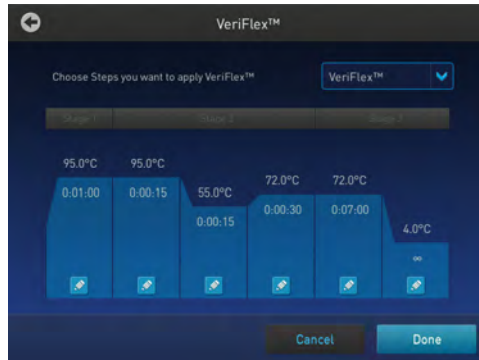 VeriFlex™
Choose Steps you want to apply VeriFlex™
VeriFlex™
Stage 1 Stage 2 Stage 3
95.0°C 95.0°C 55.0°C 72.0°C 72.0°C 4.0°C
0:01:00 0:00:15 0:00:15 0:00:30 0:07:00 ∞
Cancel Done